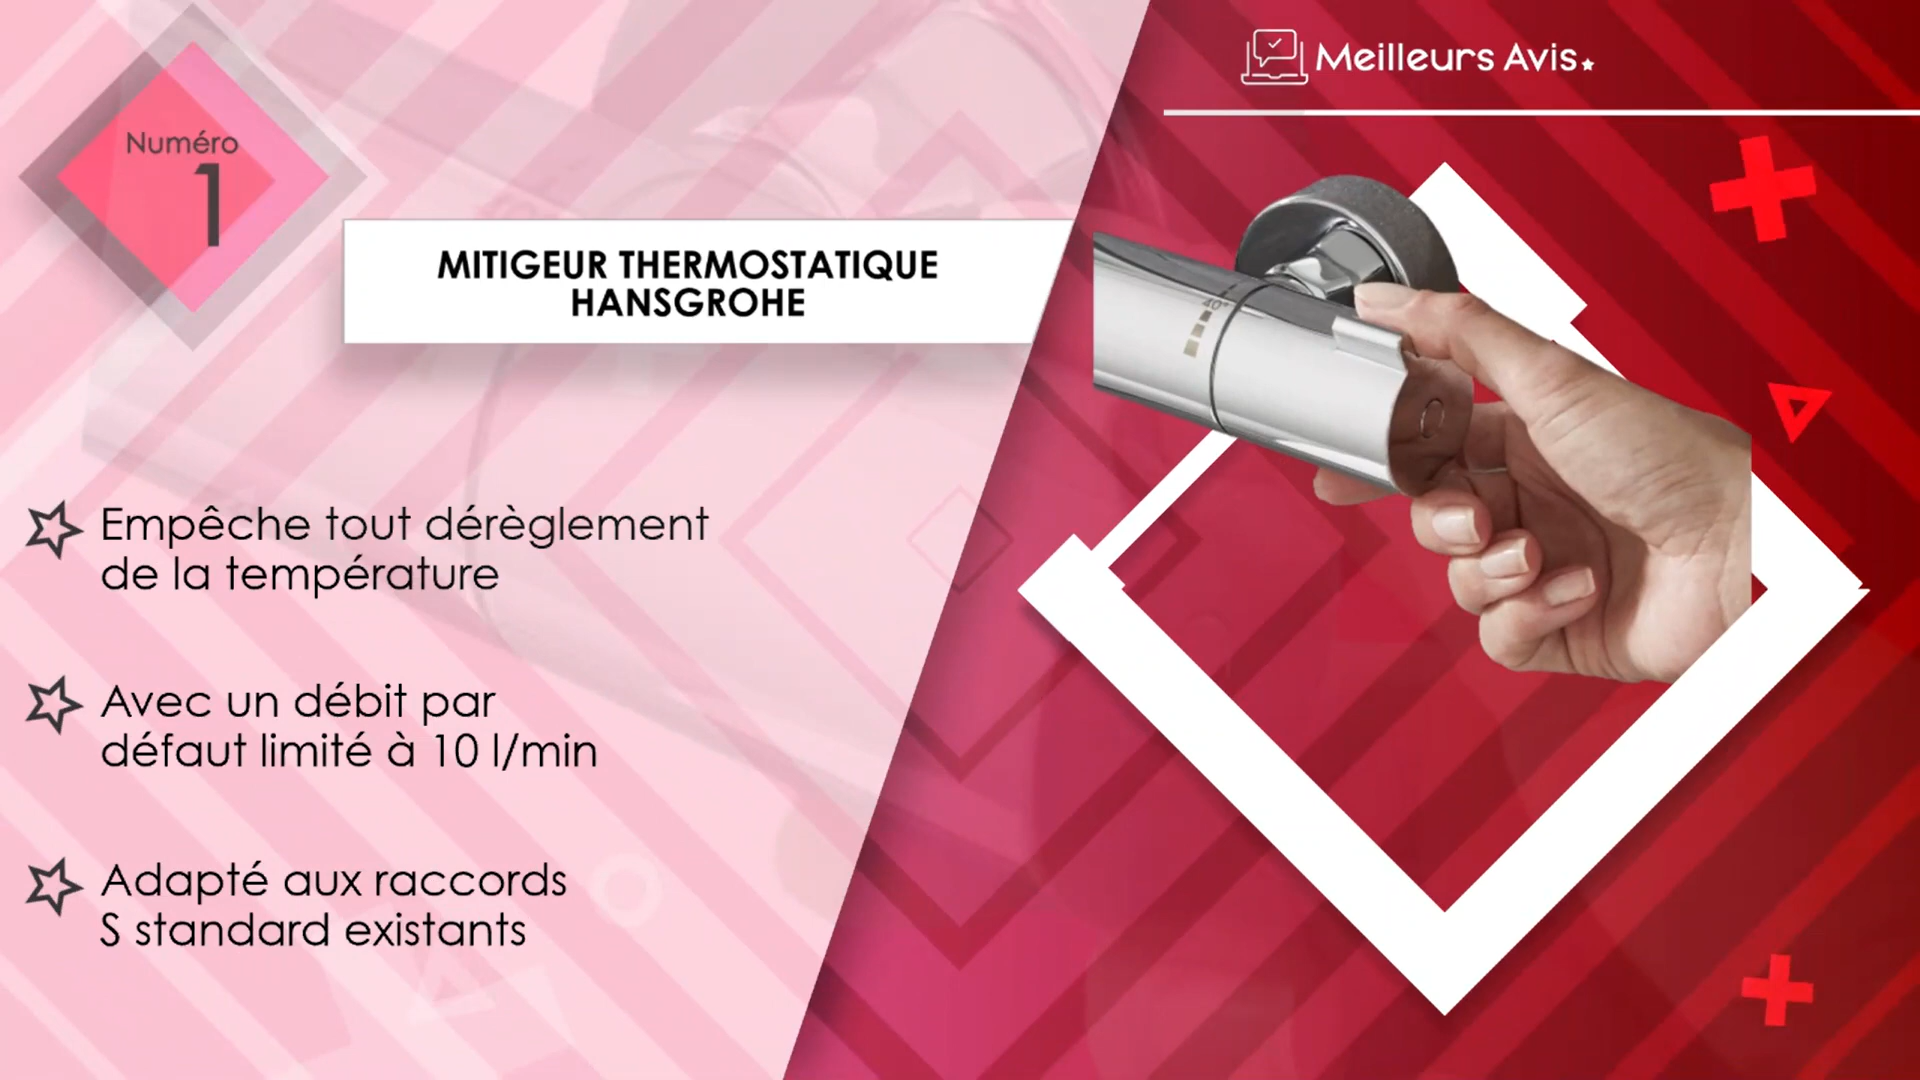 Numéro
1
MITIGEUR THERMOSTATIQUE
HANSGROHE
Meilleurs Avis
40°
Empêche tout dérèglement
de la température
Avec un débit par
défaut limité à 10 l/min
Adapté aux raccords
S standard existants